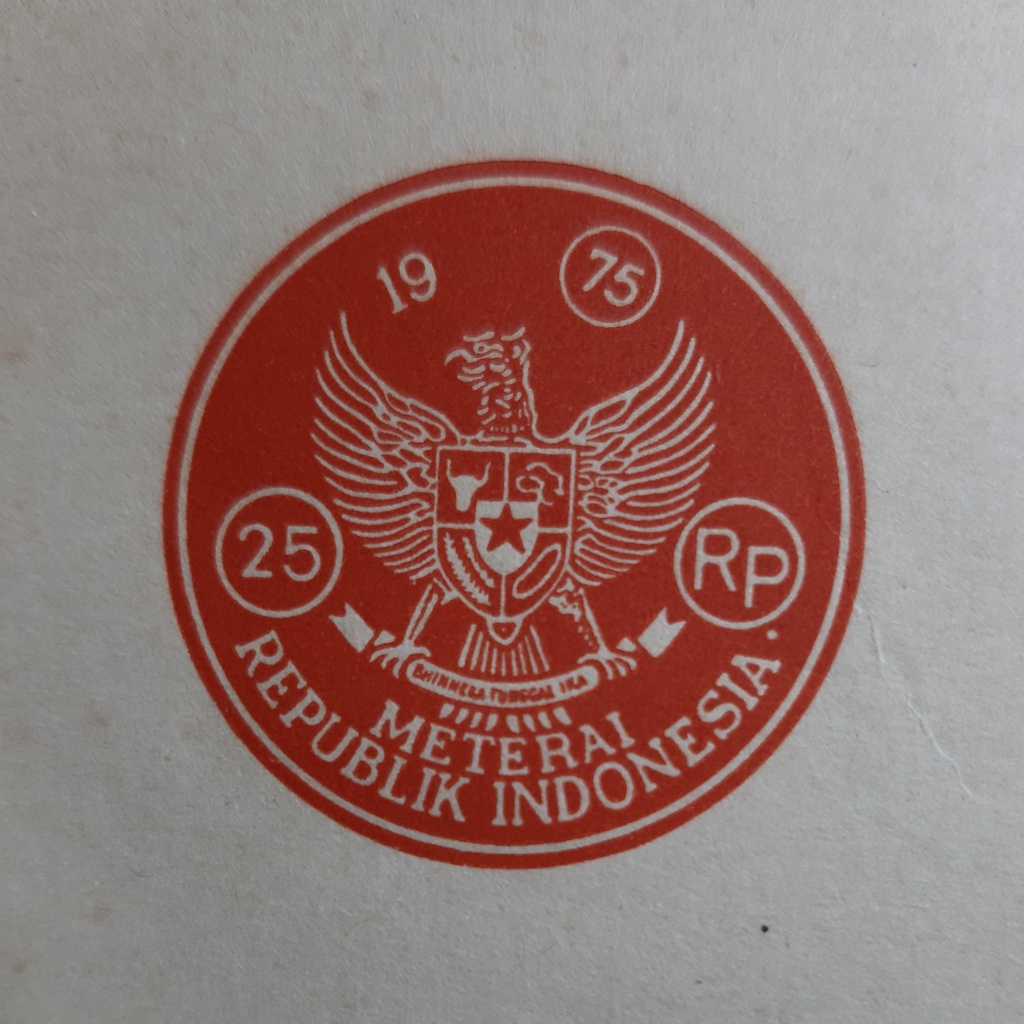 19 75
25 RP
BHINNEKA TUNGGAL IKA
METERAI
REPUBLIK INDONESIA